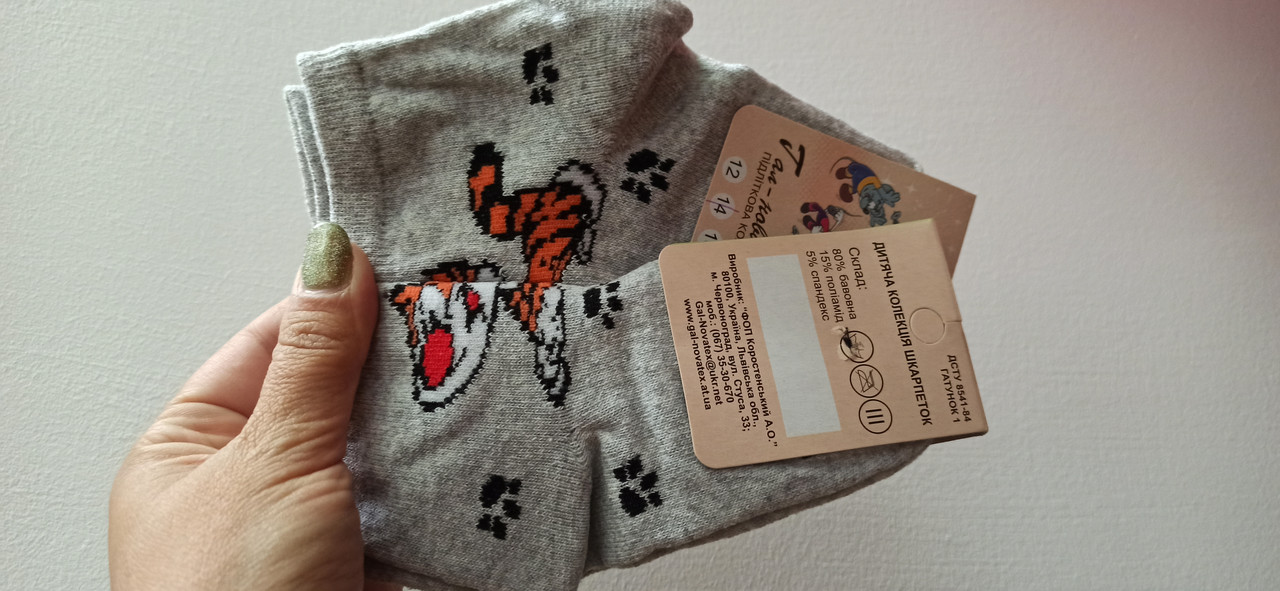 ДСТУ 8541-84
ГАТУНОК 1
ДИТЯЧА КОЛЕКЦІЯ ШКАРПЕТОК
Склад:
80% бавовна
15% поліамід
5% спандекс
Виробник: "ФОП Коростенський А.О."
80100, Україна, Львівська обл.,
м. Червоноград, вул. Стуса, 33;
моб.: (067) 35-30-670
Gal-Novatex@ukr.net
www.gal-novatex.at.ua
ПІДЛІТКОВА
12
14